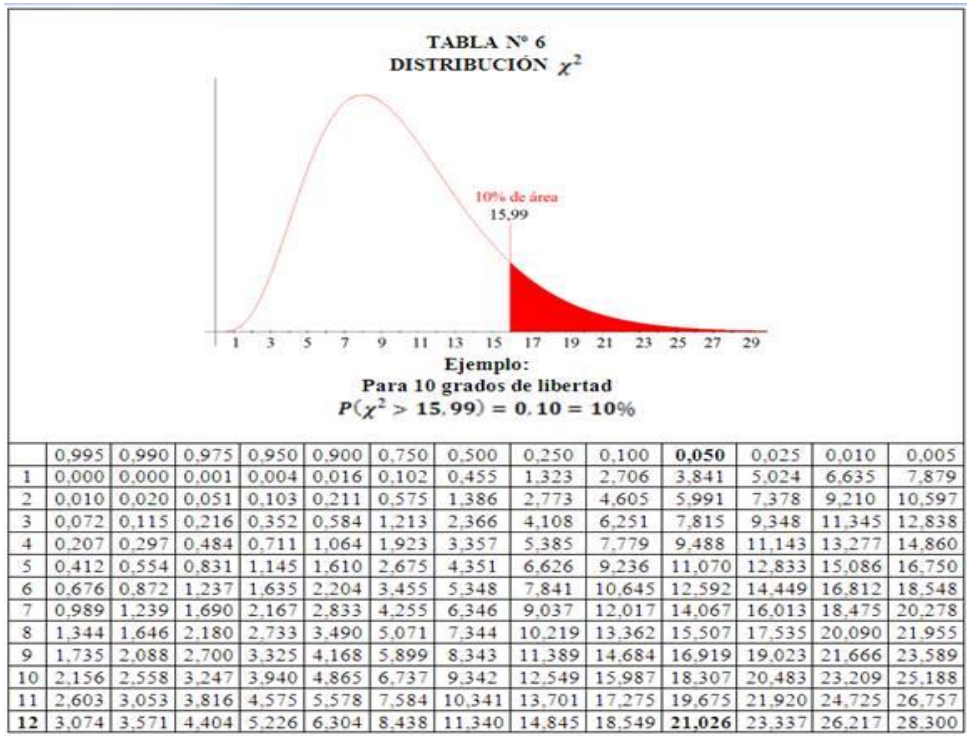 TABLA Nº 6
DISTRIBUCIÓN χ²
10% de área
15,99
1 3 5 7 9 11 13 15 17 19 21 23 25 27 29
Ejemplo:
Para 10 grados de libertad
P(χ² > 15.99) = 0.10 = 10%
0,995 0,990 0,975 0,950 0,900 0,750 0,500 0,250 0,100 0,050 0,025 0,010 0,005
1 0,000 0,000 0,001 0,004 0,016 0,102 0,455 1,323 2,706 3,841 5,024 6,635 7,879
2 0,010 0,020 0,051 0,103 0,211 0,575 1,386 2,773 4,605 5,991 7,378 9,210 10,597
3 0,072 0,115 0,216 0,352 0,584 1,213 2,366 4,108 6,251 7,815 9,348 11,345 12,838
4 0,207 0,297 0,484 0,711 1,064 1,923 3,357 5,385 7,779 9,488 11,143 13,277 14,860
5 0,412 0,554 0,831 1,145 1,610 2,675 4,351 6,626 9,236 11,070 12,833 15,086 16,750
6 0,676 0,872 1,237 1,635 2,204 3,455 5,348 7,841 10,645 12,592 14,449 16,812 18,548
7 0,989 1,239 1,690 2,167 2,833 4,255 6,346 9,037 12,017 14,067 16,013 18,475 20,278
8 1,344 1,646 2,180 2,733 3,490 5,071 7,344 10,219 13,362 15,507 17,535 20,090 21,955
9 1,735 2,088 2,700 3,325 4,168 5,899 8,343 11,389 14,684 16,919 19,023 21,666 23,589
10 2,156 2,558 3,247 3,940 4,865 6,737 9,342 12,549 15,987 18,307 20,483 23,209 25,188
11 2,603 3,053 3,816 4,575 5,578 7,584 10,341 13,701 17,275 19,675 21,920 24,725 26,757
12 3,074 3,571 4,404 5,226 6,304 8,438 11,340 14,845 18,549 21,026 23,337 26,217 28,300